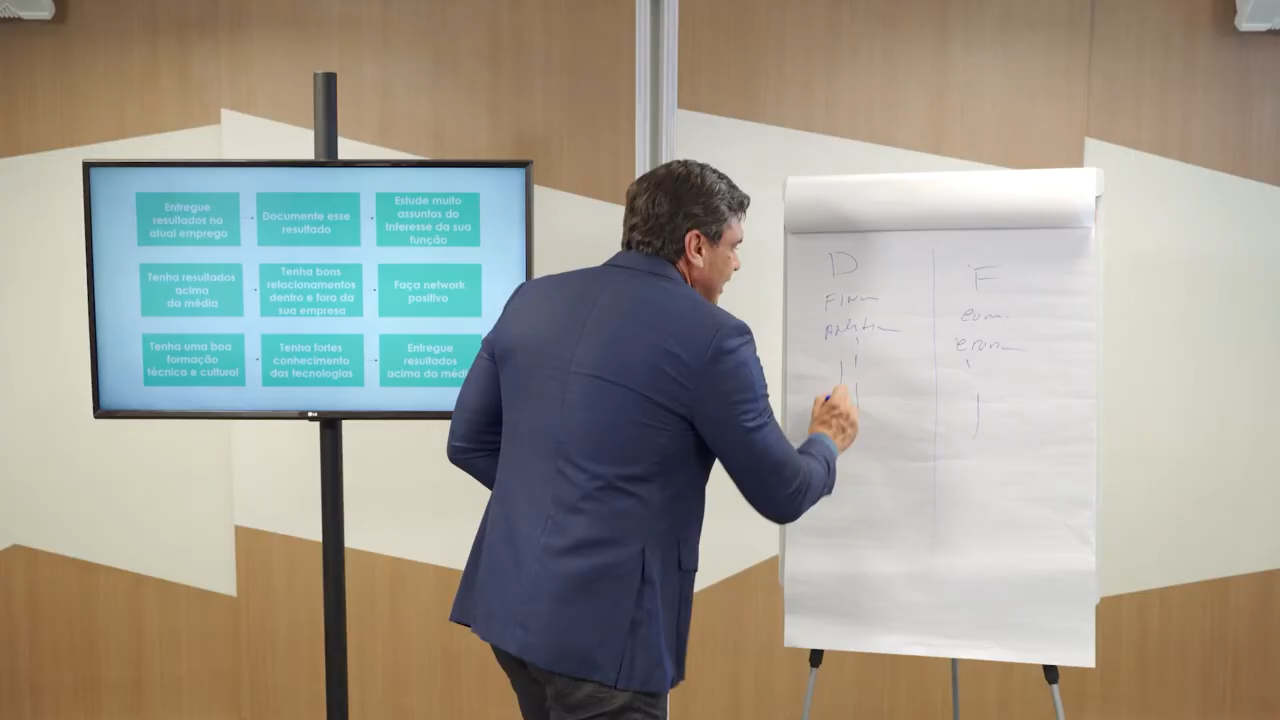 Entregue
resultados no
atual emprego
Documente esse
resultado
Estude muito
assuntos do
interesse da sua
função
Tenha resultados
acima
da média
Tenha bons
relacionamentos
dentro e fora da
sua empresa
Faça network
positivo
Tenha uma boa
formação
técnica e cultural
Tenha fortes
conhecimento
das tecnologias
Entregue
resultados
acima da médi
LG
D
F